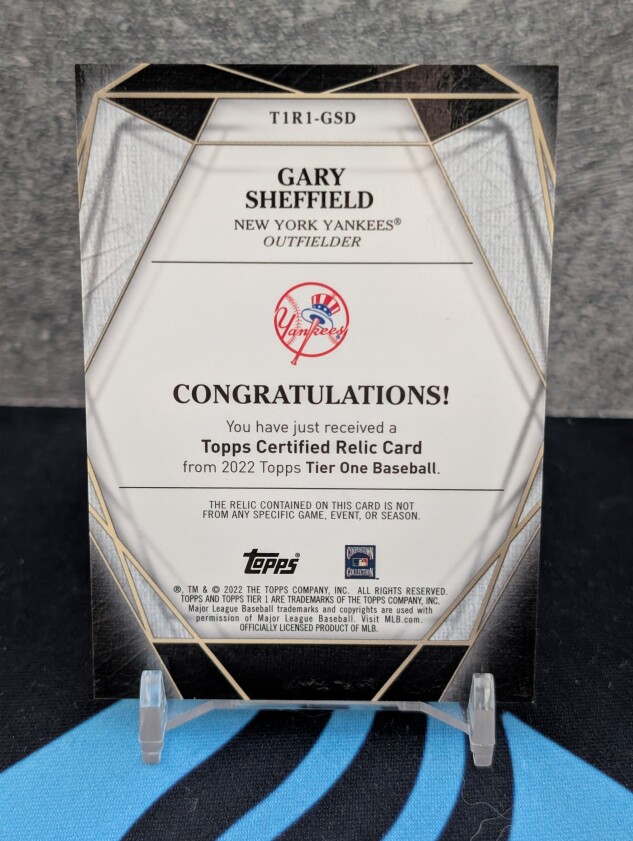 T1R1-GSD
GARY
SHEFFIELD
NEW YORK YANKEES®
OUTFIELDER
Yankees
CONGRATULATIONS!
You have just received a
Topps Certified Relic Card
from 2022 Topps Tier One Baseball.
THE RELIC CONTAINED ON THIS CARD IS NOT
FROM ANY SPECIFIC GAME, EVENT, OR SEASON.
topps®
COOPERSTOWN
COLLECTION
®, TM & © 2022 THE TOPPS COMPANY, INC. ALL RIGHTS RESERVED.
TOPPS AND TOPPS TIER 1 ARE TRADEMARKS OF THE TOPPS COMPANY, INC.
Major League Baseball trademarks and copyrights are used with
permission of Major League Baseball. Visit MLB.com.
OFFICIALLY LICENSED PRODUCT OF MLB.